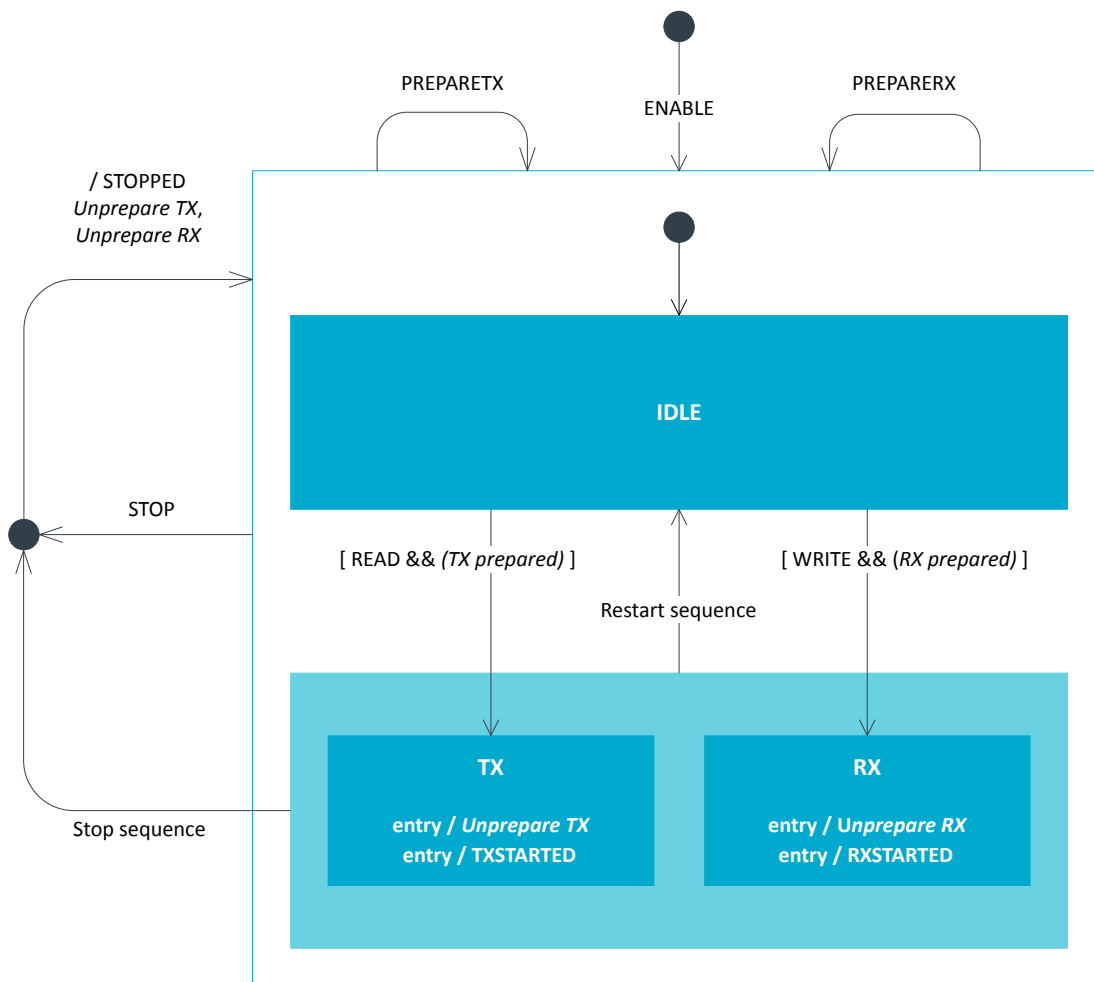 PREPARETX
PREPARERX
ENABLE
/ STOPPED
Unprepare TX,
Unprepare RX
IDLE
STOP
[ READ && (TX prepared) ]
[ WRITE && (RX prepared) ]
Restart sequence
TX
entry / Unprepare TX
entry / TXSTARTED
RX
entry / Unprepare RX
entry / RXSTARTED
Stop sequence